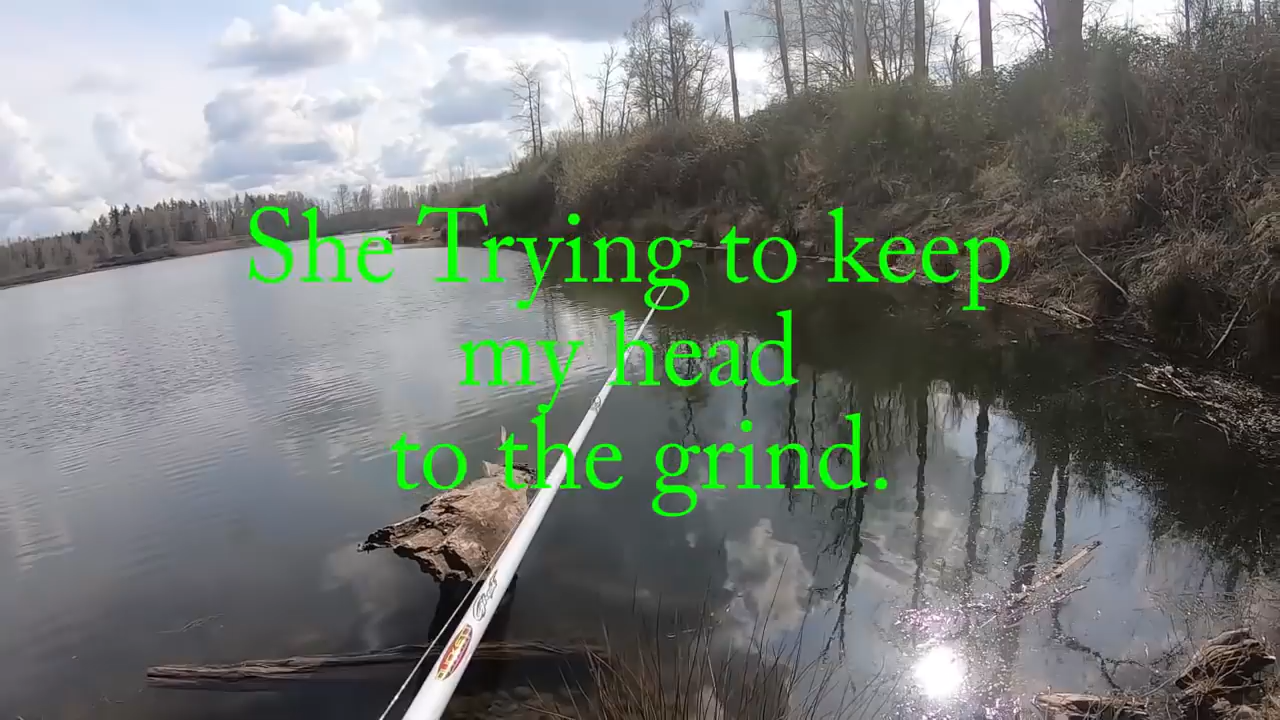 She Trying to keep
my head
to the grind.